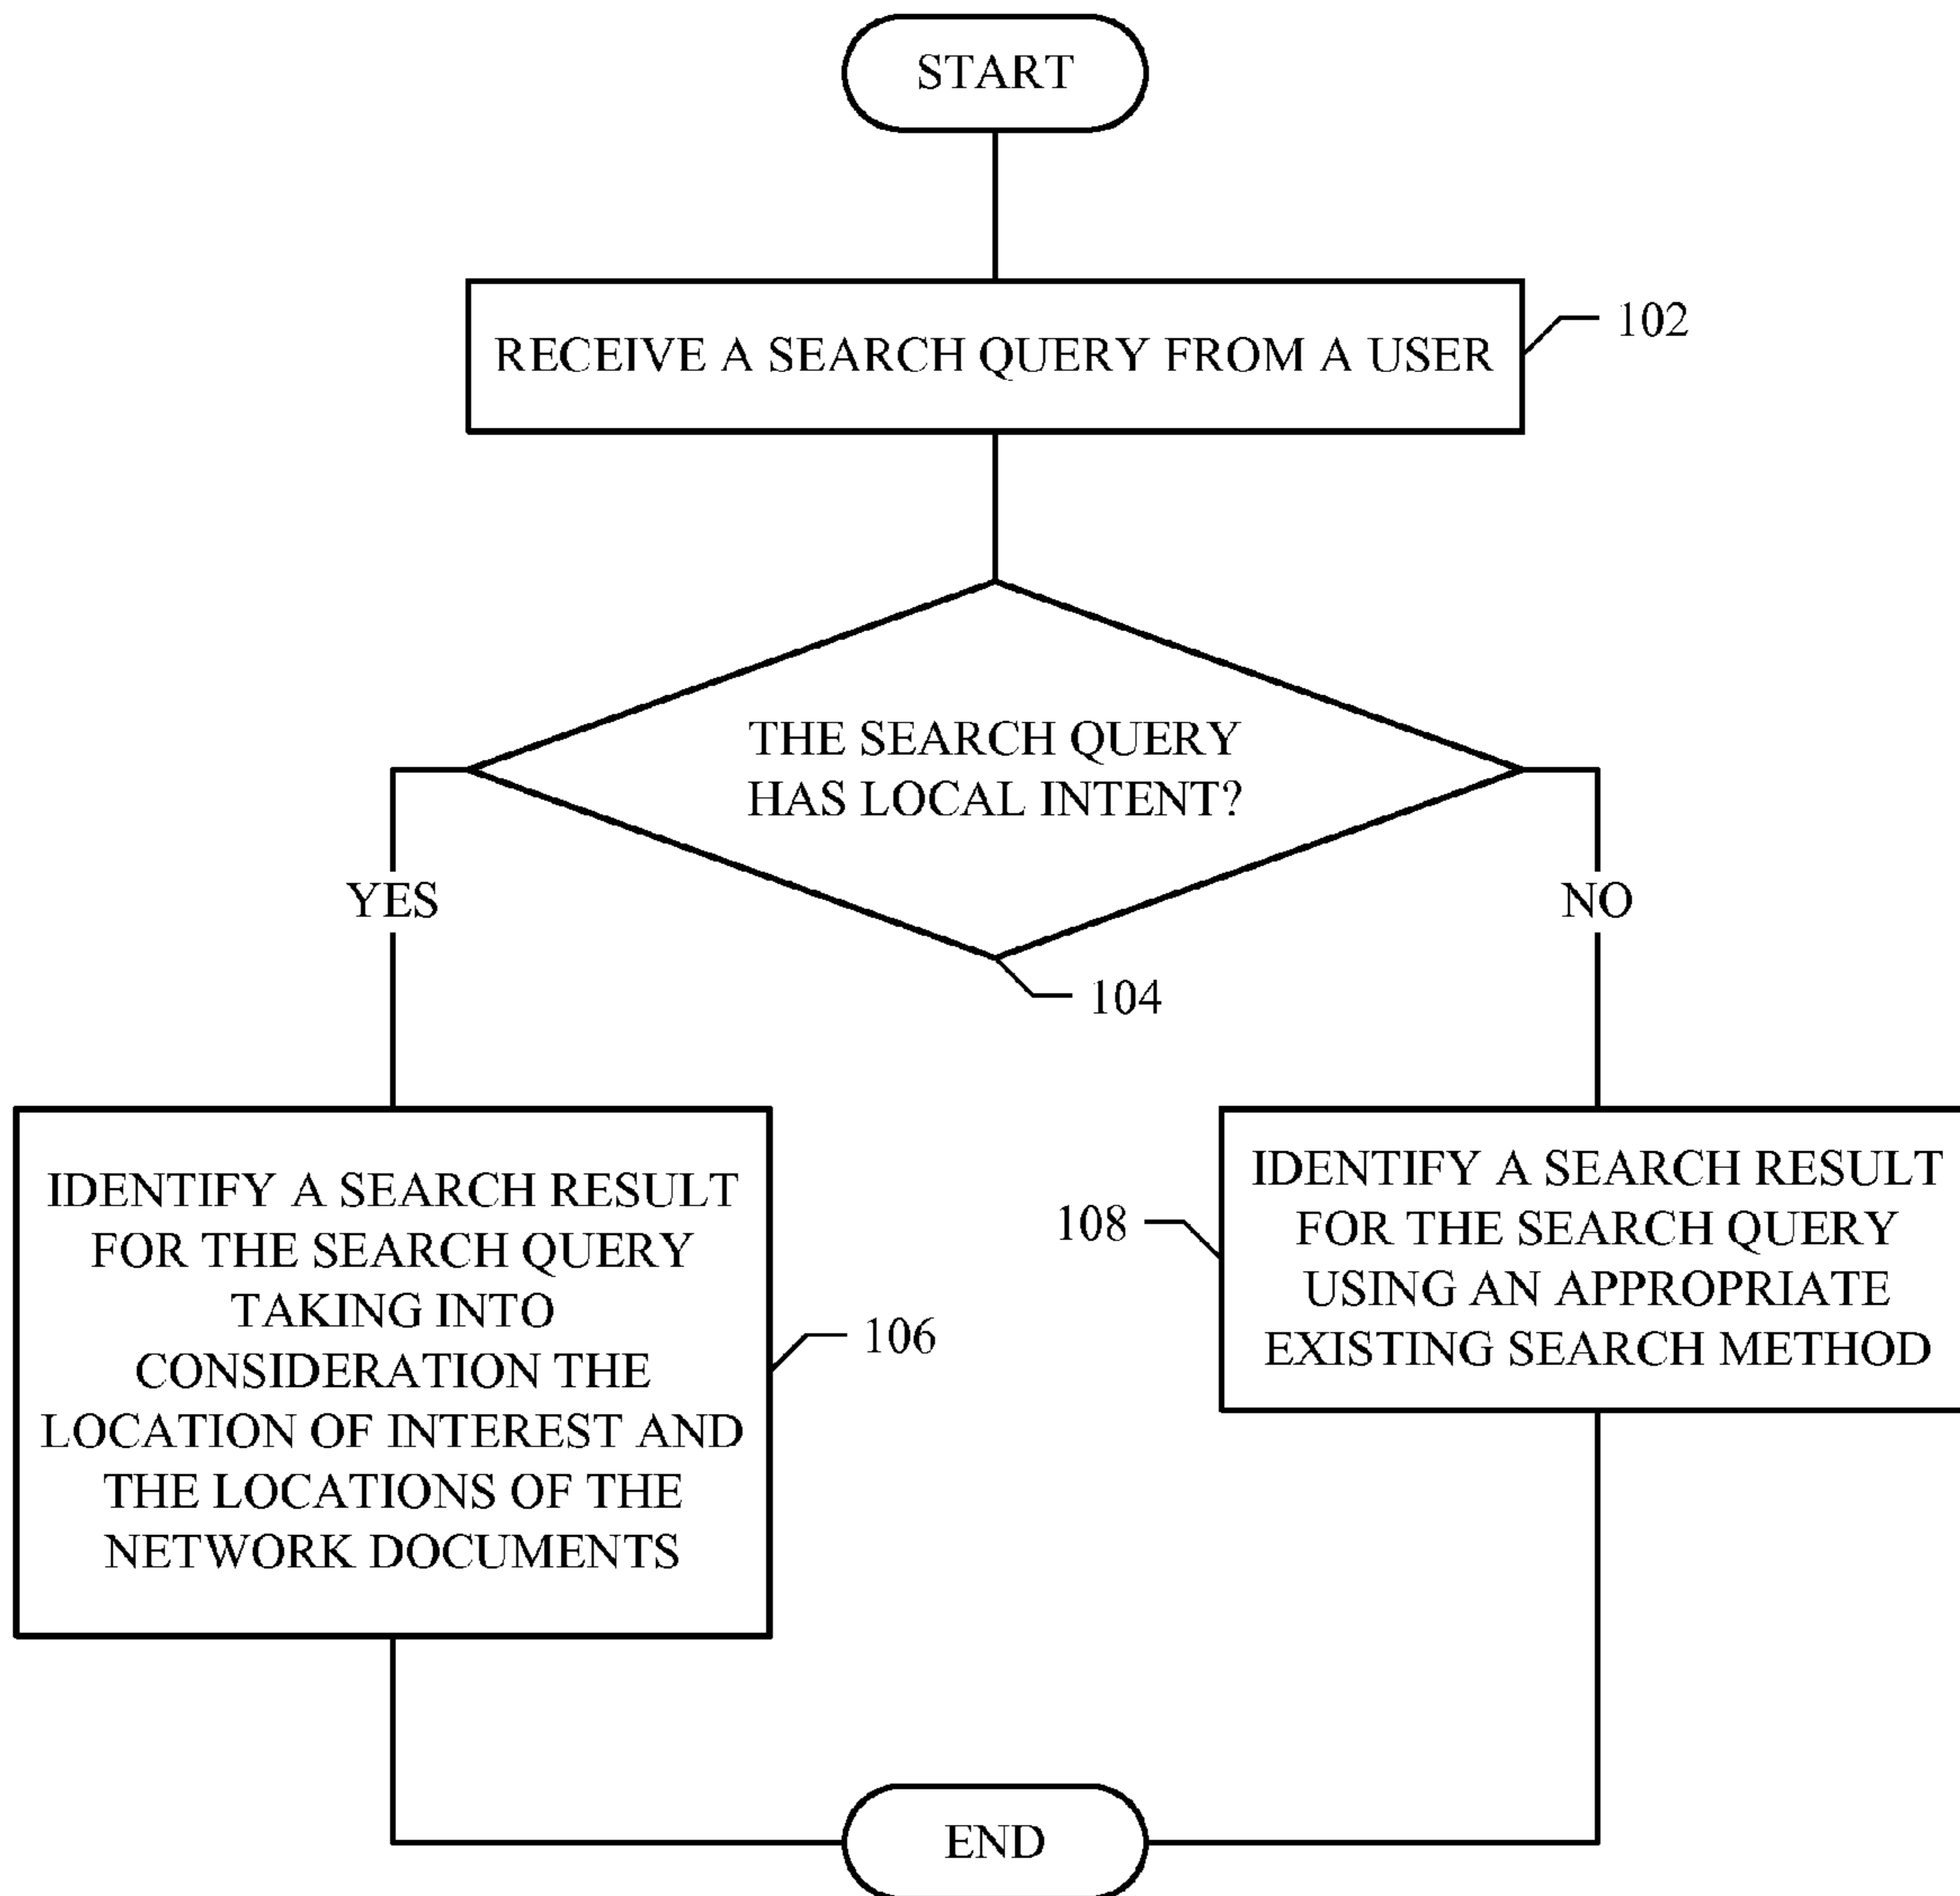 START
RECEIVE A SEARCH QUERY FROM A USER
102
THE SEARCH QUERY
HAS LOCAL INTENT?
YES
NO
104
IDENTIFY A SEARCH RESULT
FOR THE SEARCH QUERY
TAKING INTO
CONSIDERATION THE
LOCATION OF INTEREST AND
THE LOCATIONS OF THE
NETWORK DOCUMENTS
106
108
IDENTIFY A SEARCH RESULT
FOR THE SEARCH QUERY
USING AN APPROPRIATE
EXISTING SEARCH METHOD
END